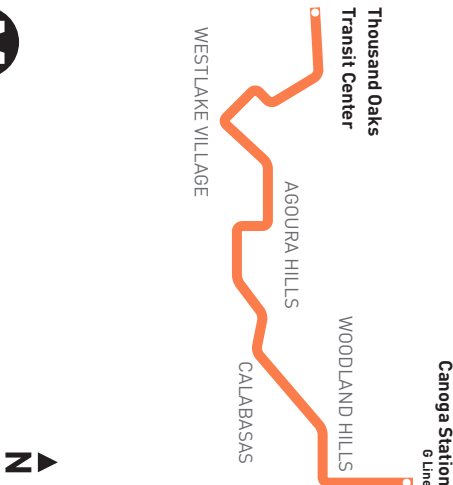 Thousand Oaks
Transit Center
WESTLAKE VILLAGE
AGOURA HILLS
WOODLAND HILLS
CALABASAS
Canoga Station
G Line
N